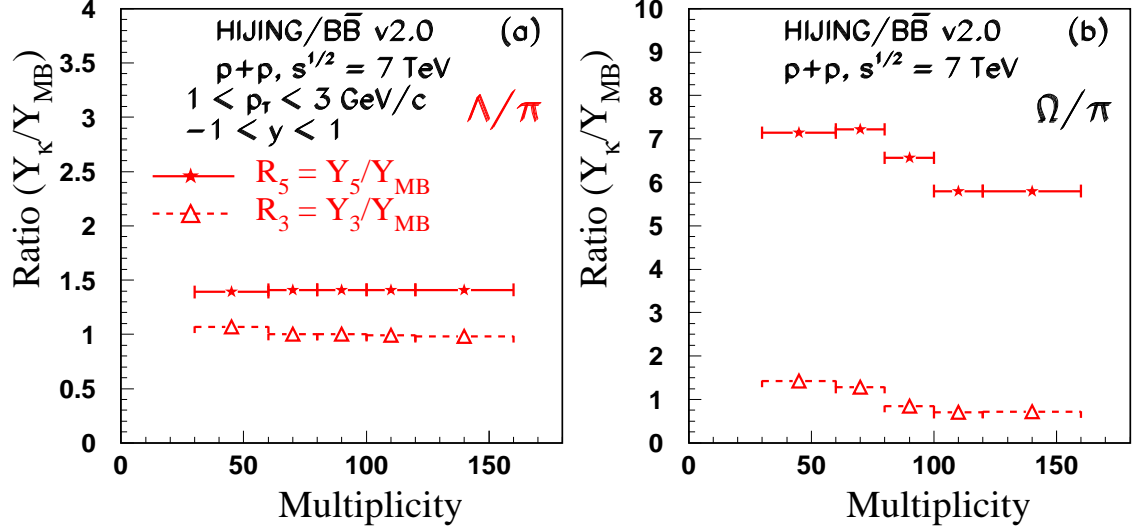 HIJING/BB̅ v2.0 (a)
p+p, s^1/2 = 7 TeV
1 < p_T < 3 GeV/c
−1 < y < 1
Λ/π
R_5 = Y_5/Y_MB
R_3 = Y_3/Y_MB
Ratio (Y_κ/Y_MB)
4
3.5
3
2.5
2
1.5
1
0.5
0
0 50 100 150
Multiplicity
HIJING/BB̅ v2.0 (b)
p+p, s^1/2 = 7 TeV
Ω/π
Ratio (Y_κ/Y_MB)
10
9
8
7
6
5
4
3
2
1
0
0 50 100 150
Multiplicity